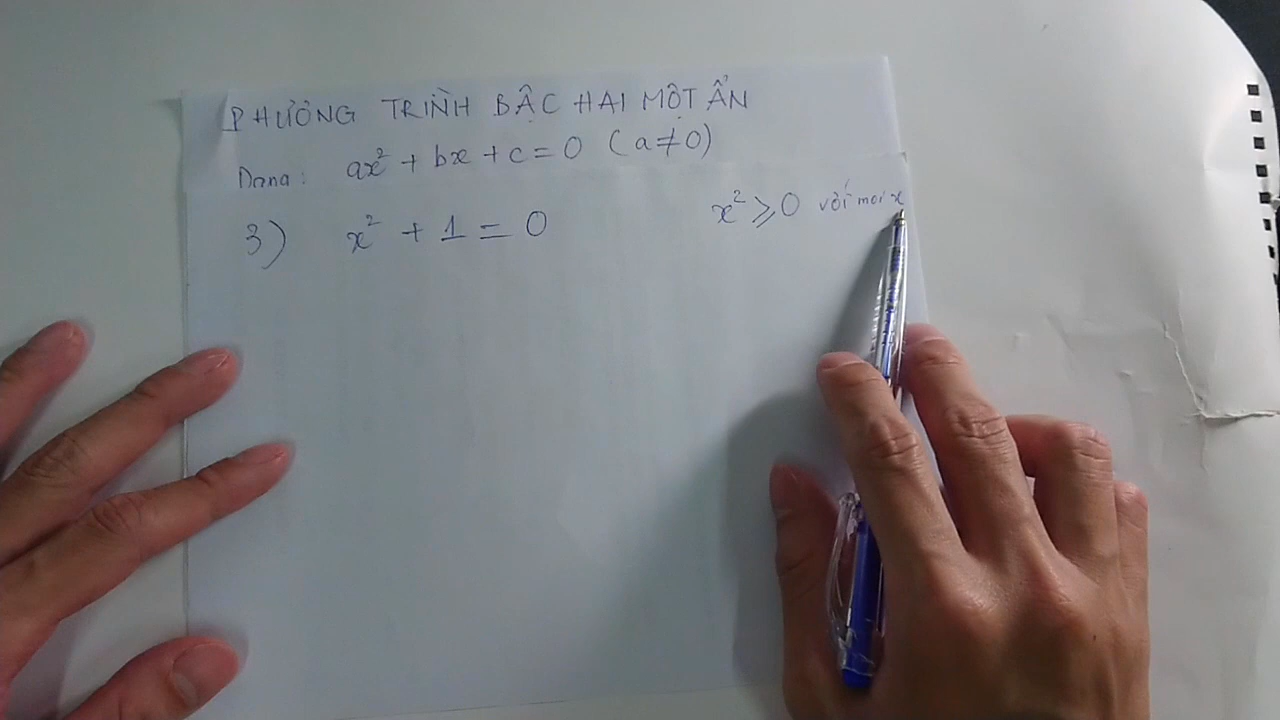 PHƯƠNG TRÌNH BẬC HAI MỘT ẨN
Dạng: ax² + bx + c = 0 (a ≠ 0)
3) x² + 1 = 0 x² ⩾ 0 với mọi x